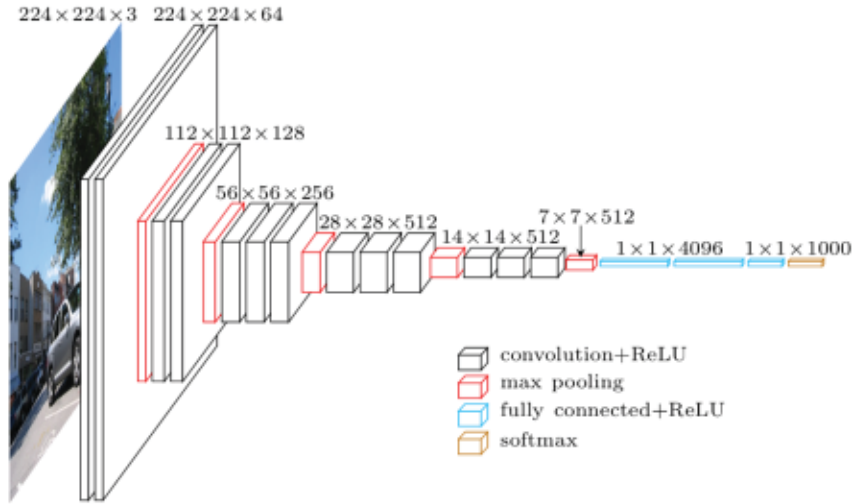 224×224×3
224×224×64
112×112×128
56×56×256
28×28×512
14×14×512
7×7×512
1×1×4096
1×1×1000
convolution+ReLU
max pooling
fully connected+ReLU
softmax